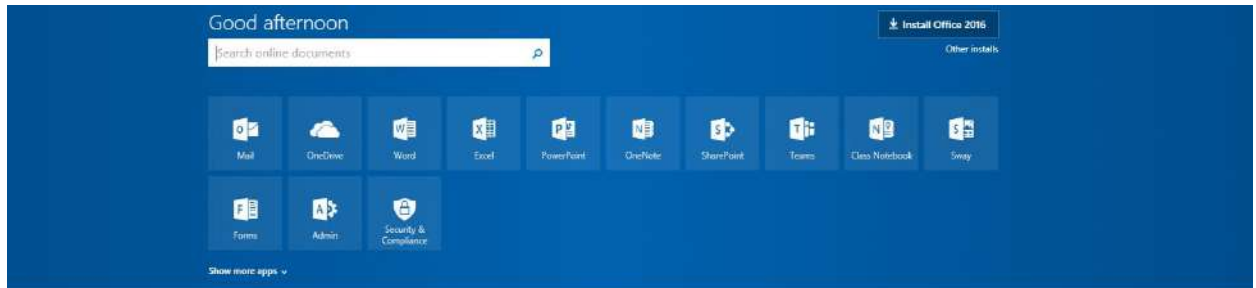 Good afternoon
Install Office 2016
Search online documents
Other installs
Mail
OneDrive
Word
Excel
PowerPoint
OneNote
SharePoint
Teams
Class Notebook
Sway
Forms
Admin
Security &
Compliance
Show more apps